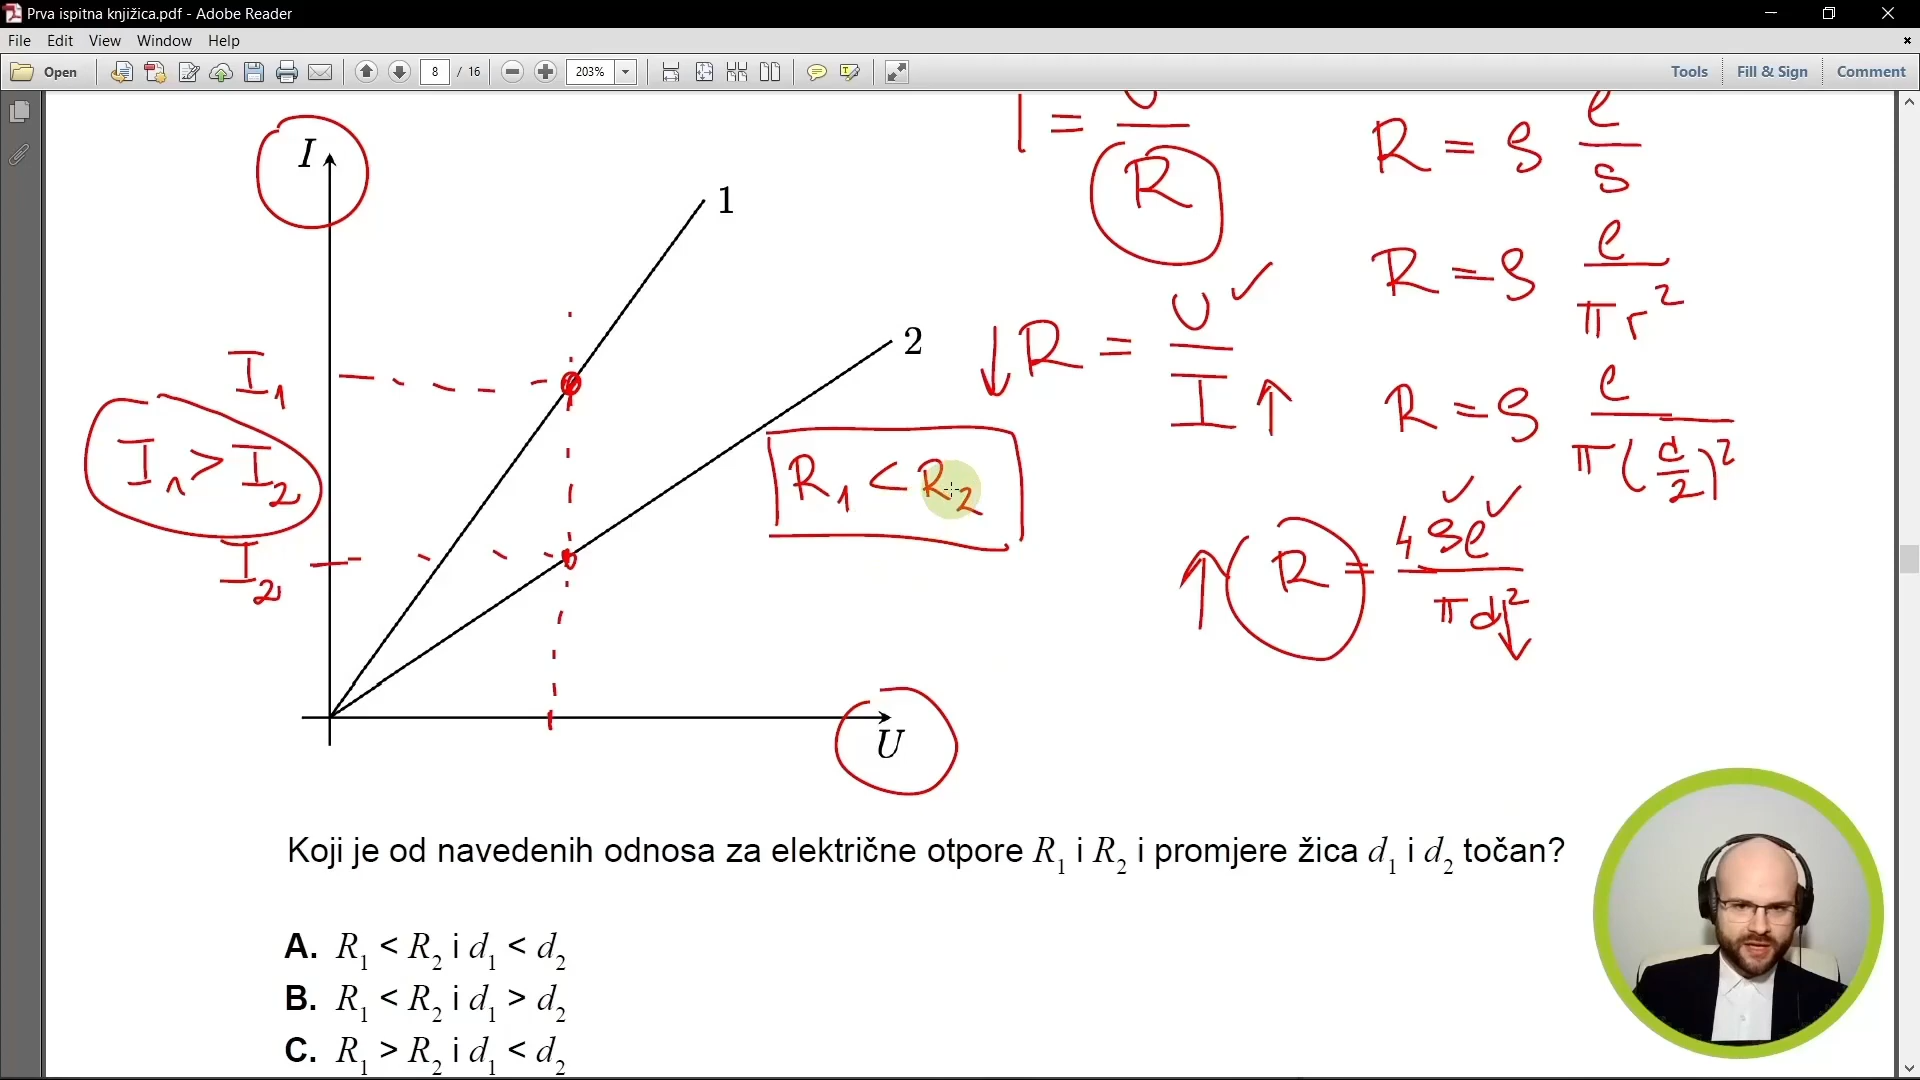 Prva ispitna knjižica.pdf - Adobe Reader
File Edit View Window Help
Open 8 / 16 203% Tools Fill & Sign Comment
I
1
2
U
I₁
I₁ > I₂
I₂
R₁ < R₂
R
↓R = U/I↑
R = ρ l/s
R = ρ l/πr²
R = ρ l/π(d/2)²
↑R = 4ρl/πd²↓
Koji je od navedenih odnosa za električne otpore R₁ i R₂ i promjere žica d₁ i d₂ točan?
A. R₁ < R₂ i d₁ < d₂
B. R₁ < R₂ i d₁ > d₂
C. R₁ > R₂ i d₁ < d₂